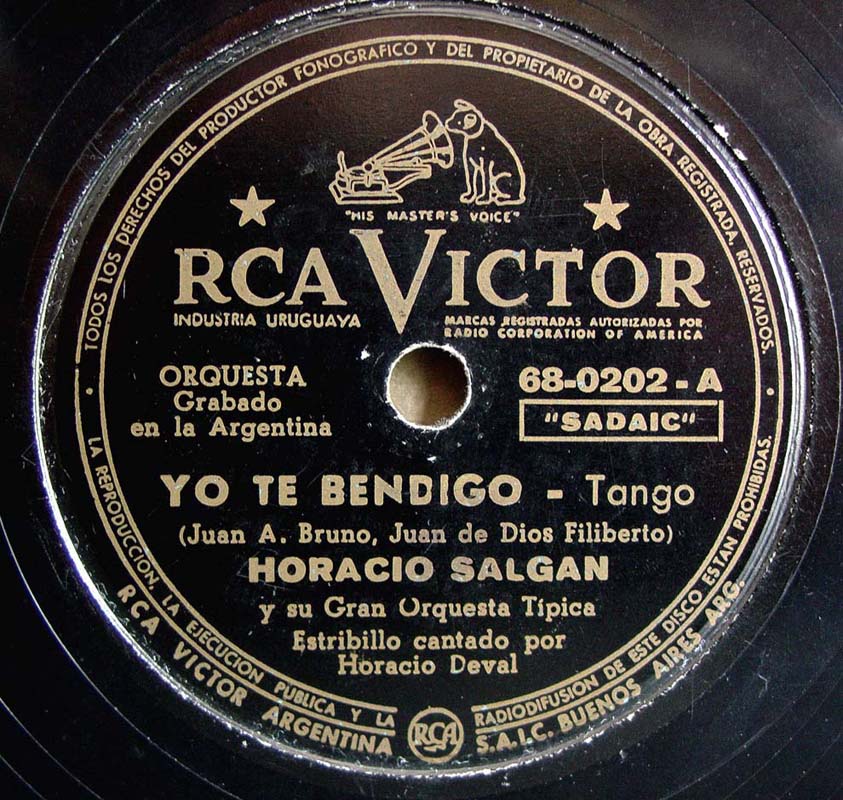 TODOS LOS DERECHOS DEL PRODUCTOR FONOGRAFICO Y DEL PROPIETARIO DE LA OBRA REGISTRADA, RESERVADOS.
"HIS MASTER'S VOICE"
RCA VICTOR
INDUSTRIA URUGUAYA
MARCAS REGISTRADAS AUTORIZADAS POR
RADIO CORPORATION OF AMERICA
ORQUESTA
Grabado
en la Argentina
68-0202 - A
"SADAIC"
YO TE BENDIGO - Tango
(Juan A. Bruno, Juan de Dios Filiberto)
HORACIO SALGAN
y su Gran Orquesta Típica
Estribillo cantado por
Horacio Deval
LA REPRODUCCION, LA EJECUCION PUBLICA Y LA RADIODIFUSION DE ESTE DISCO ESTAN PROHIBIDAS.
RCA VICTOR ARGENTINA S.A.I.C. BUENOS AIRES ARG.
RCA